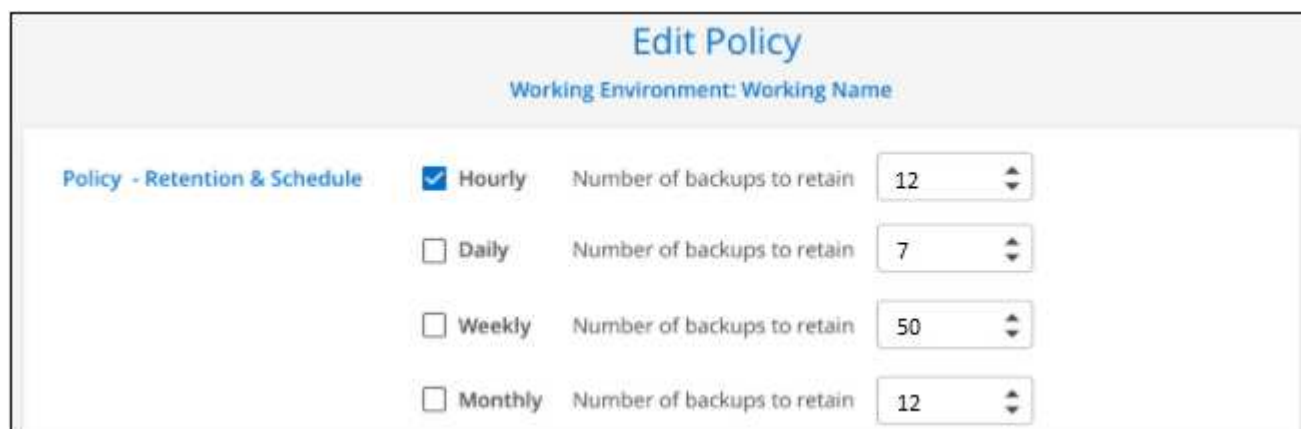 Edit Policy
Working Environment: Working Name
Policy - Retention & Schedule Hourly Number of backups to retain 12
Daily Number of backups to retain 7
Weekly Number of backups to retain 50
Monthly Number of backups to retain 12